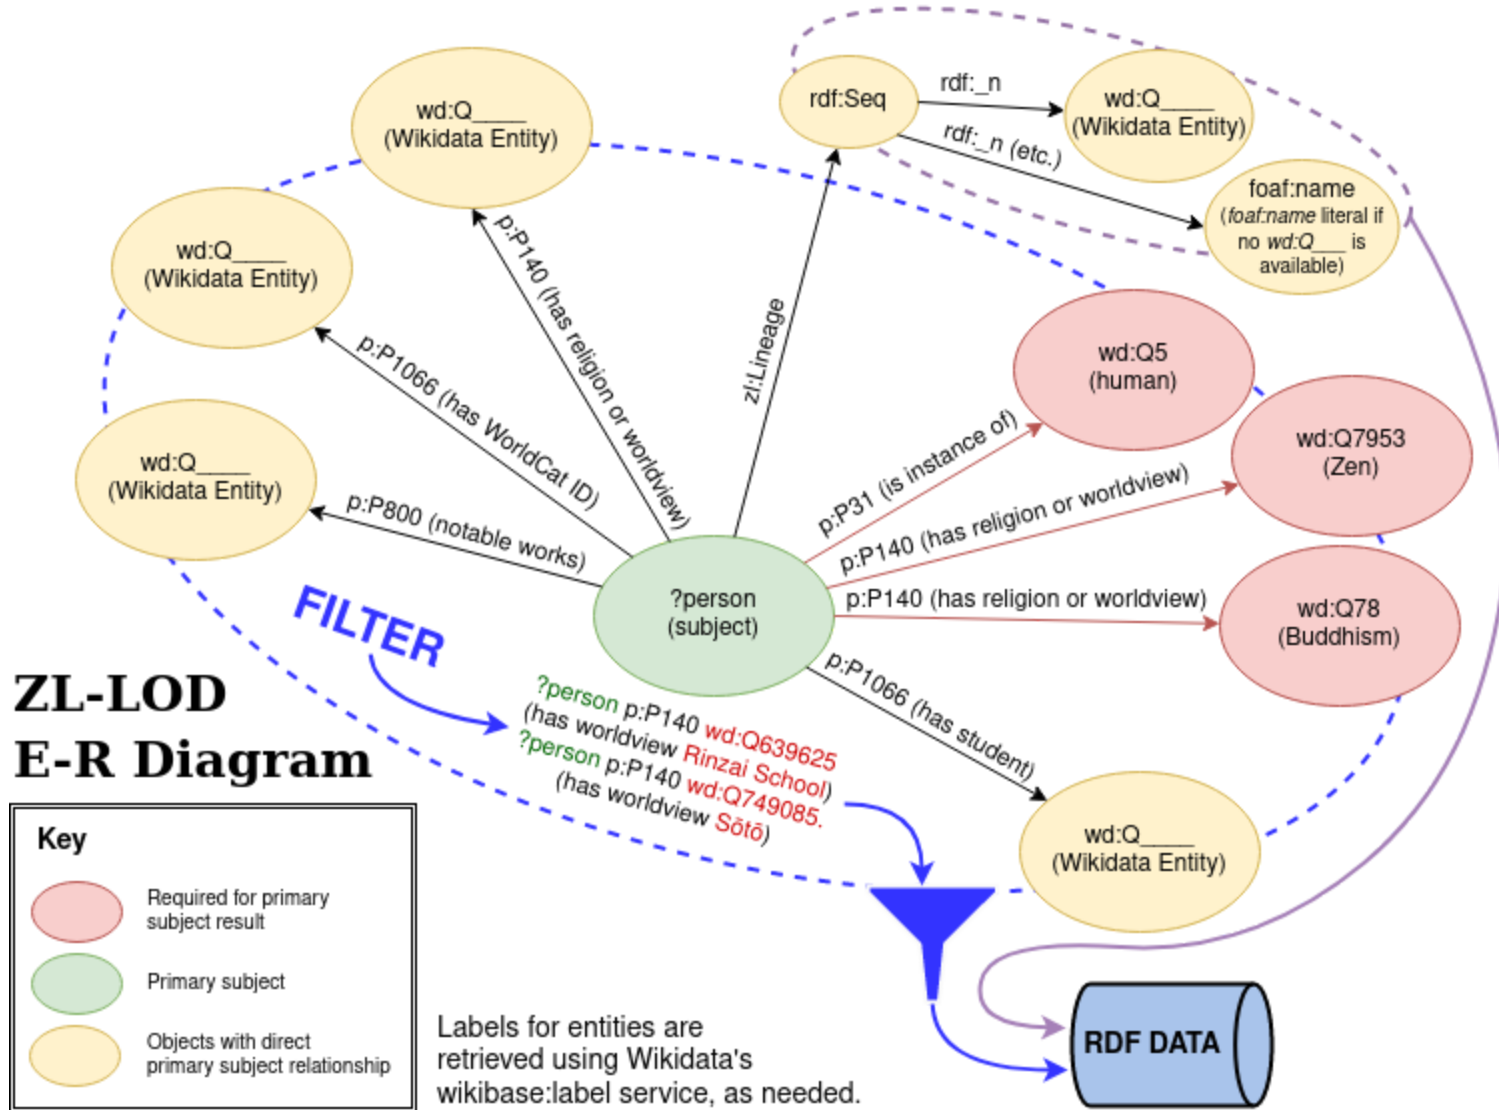 rdf:Seq
rdf:_n
rdf:_n (etc.)
wd:Q____
(Wikidata Entity)
foaf:name
(foaf:name literal if
no wd:Q___ is
available)
wd:Q____
(Wikidata Entity)
wd:Q____
(Wikidata Entity)
wd:Q____
(Wikidata Entity)
p:P140 (has religion or worldview)
p:P1066 (has WorldCat ID)
p:P800 (notable works)
zl:Lineage
p:P31 (is instance of)
p:P140 (has religion or worldview)
p:P140 (has religion or worldview)
p:P1066 (has student)
wd:Q5
(human)
wd:Q7953
(Zen)
wd:Q78
(Buddhism)
?person
(subject)
wd:Q____
(Wikidata Entity)
FILTER
?person p:P140 wd:Q639625
(has worldview Rinzai School)
?person p:P140 wd:Q749085.
(has worldview Sōtō)
ZL-LOD
E-R Diagram
Key
Required for primary
subject result
Primary subject
Objects with direct
primary subject relationship
Labels for entities are
retrieved using Wikidata's
wikibase:label service, as needed.
RDF DATA